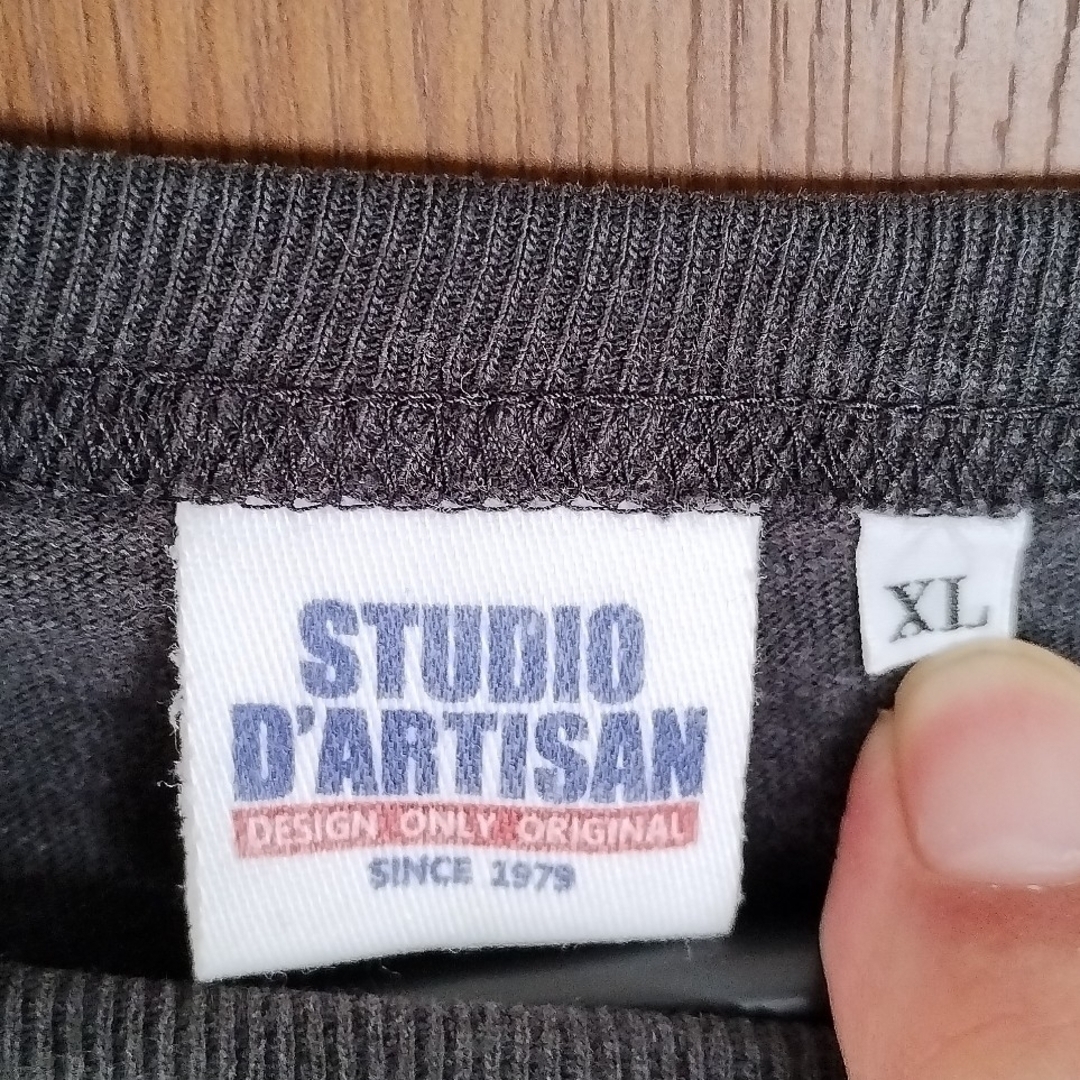 STUDIO
D'ARTISAN
DESIGN ONLY ORIGINAL
SINCE 1979
XL